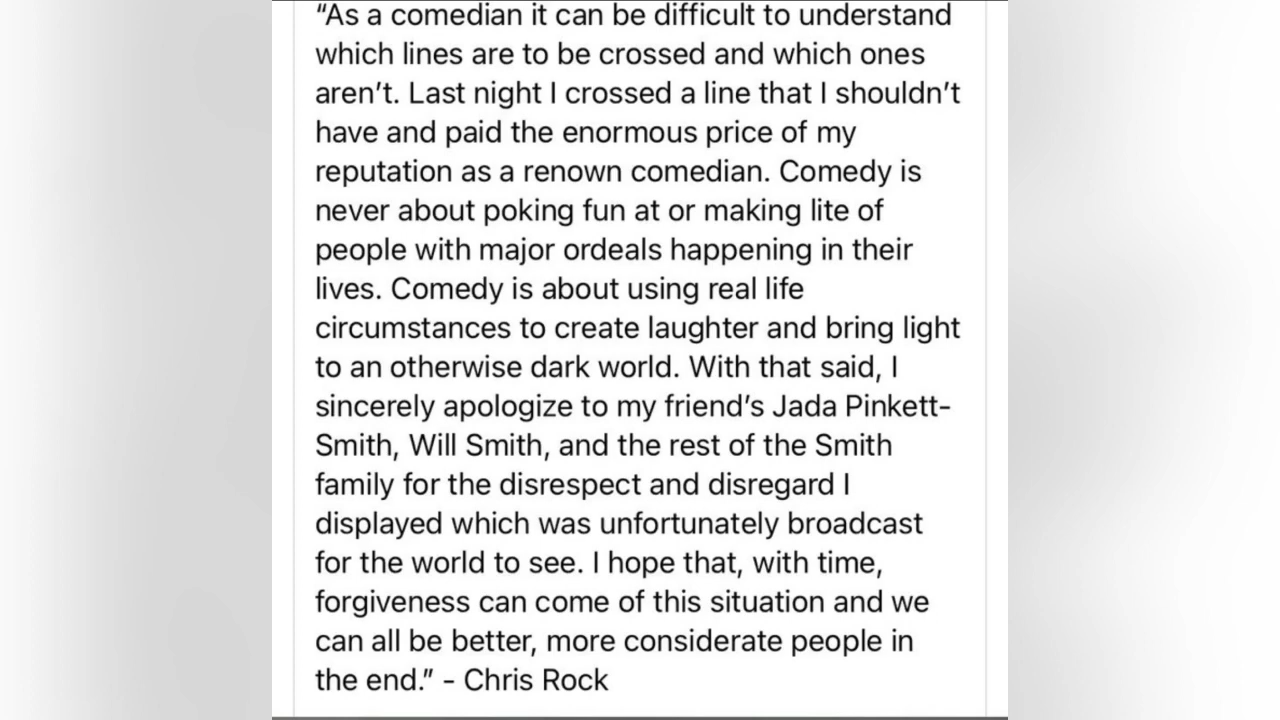 “As a comedian it can be difficult to understand
which lines are to be crossed and which ones
aren’t. Last night I crossed a line that I shouldn’t
have and paid the enormous price of my
reputation as a renown comedian. Comedy is
never about poking fun at or making lite of
people with major ordeals happening in their
lives. Comedy is about using real life
circumstances to create laughter and bring light
to an otherwise dark world. With that said, I
sincerely apologize to my friend’s Jada Pinkett-
Smith, Will Smith, and the rest of the Smith
family for the disrespect and disregard I
displayed which was unfortunately broadcast
for the world to see. I hope that, with time,
forgiveness can come of this situation and we
can all be better, more considerate people in
the end.” - Chris Rock